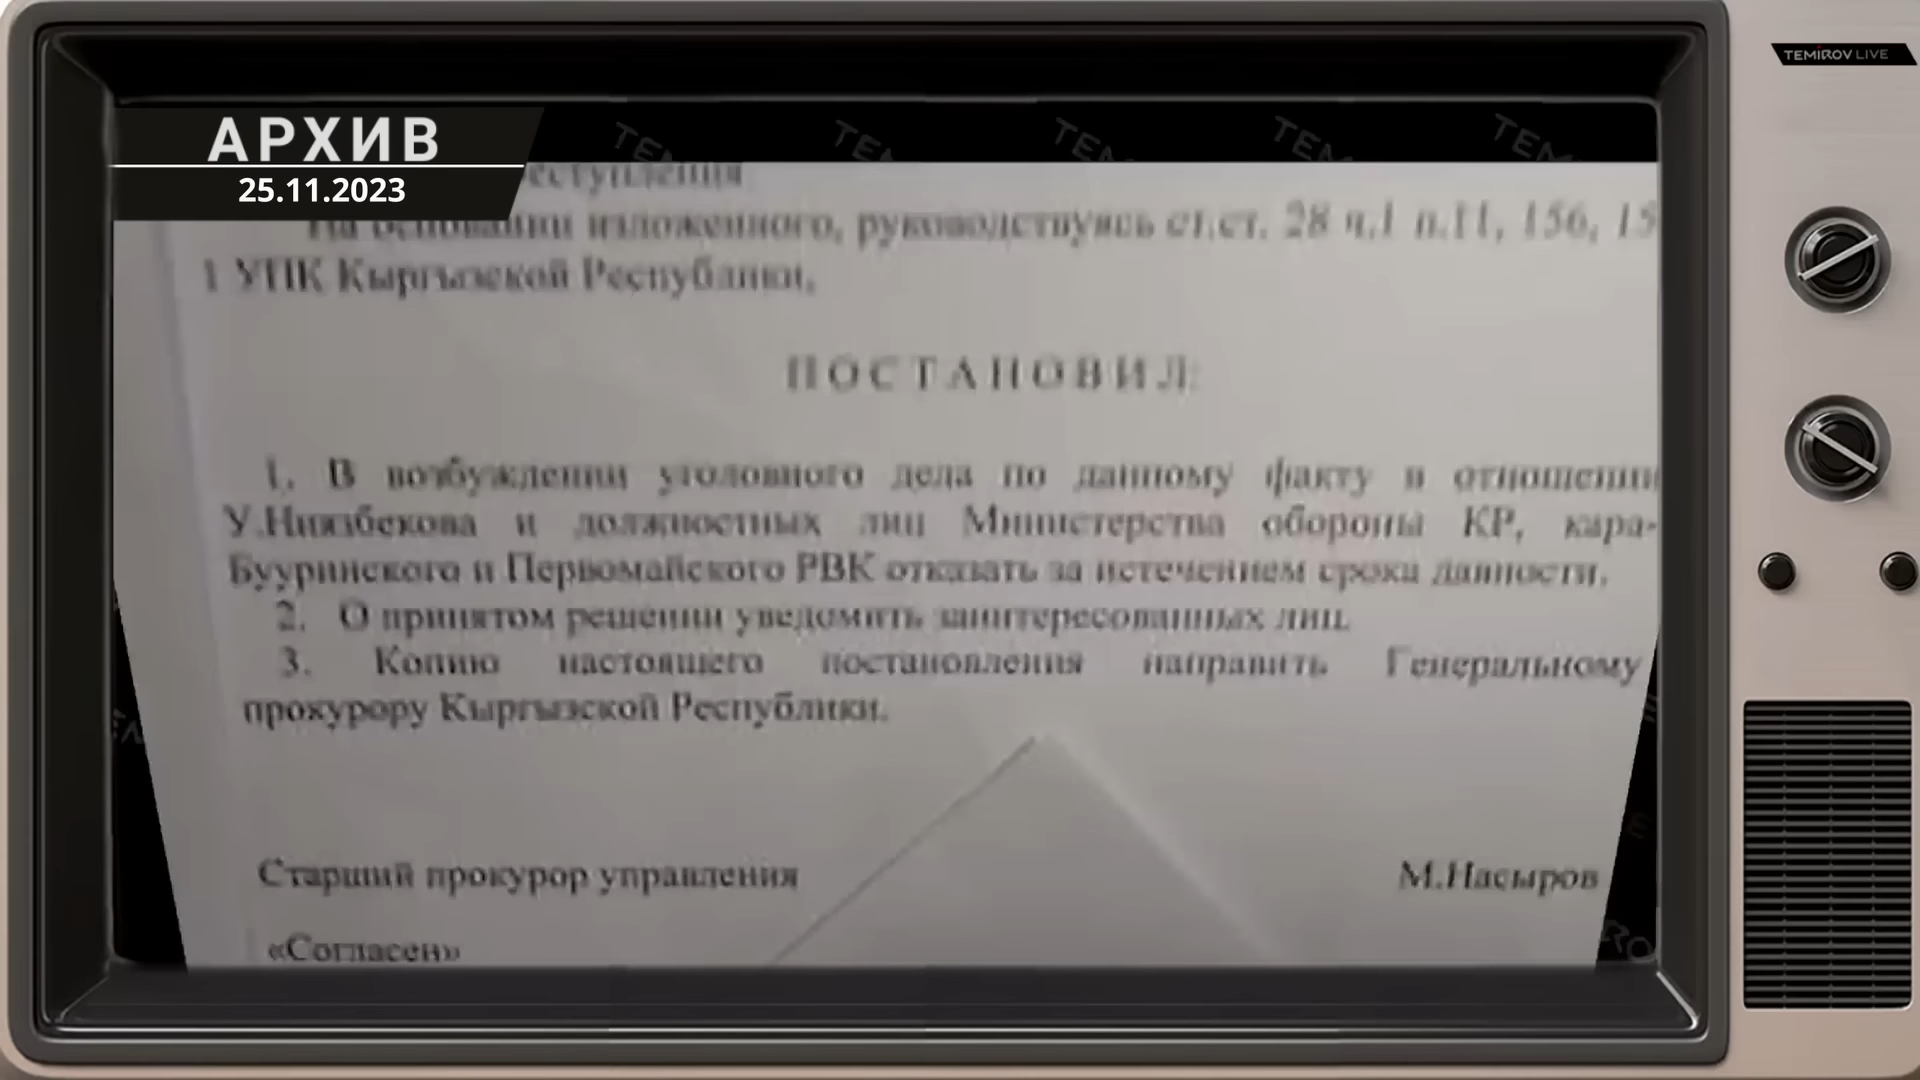 TEMIROV LIVE
АРХИВ
25.11.2023
еступления
На основании изложенного, руководствуясь ст.ст. 28 ч.1 п.11, 156, 15
1 УПК Кыргызской Республики,
ПОСТАНОВИЛ:
1. В возбуждении уголовного дела по данному факту в отношении
У.Ниязбекова и должностных лиц Министерства обороны КР, кара-
Бууринского и Первомайского РВК отказать за истечением срока давности.
2. О принятом решении уведомить заинтересованных лиц.
3. Копию настоящего постановления направить Генеральному
прокурору Кыргызской Республики.
Старший прокурор управления М.Насыров
«Согласен»